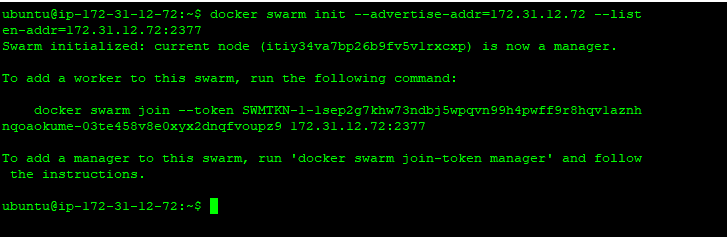 ubuntu@ip-172-31-12-72:~$ docker swarm init --advertise-addr=172.31.12.72 --list
en-addr=172.31.12.72:2377
Swarm initialized: current node (itiy34va7bp26b9fv5vlrxcxp) is now a manager.
To add a worker to this swarm, run the following command:
docker swarm join --token SWMTKN-1-1sep2g7khw73ndbj5wpqvn99h4pwff9r8hqvlaznh
nqoaokume-03te458v8e0xyx2dnqfvoupz9 172.31.12.72:2377
To add a manager to this swarm, run 'docker swarm join-token manager' and follow
the instructions.
ubuntu@ip-172-31-12-72:~$